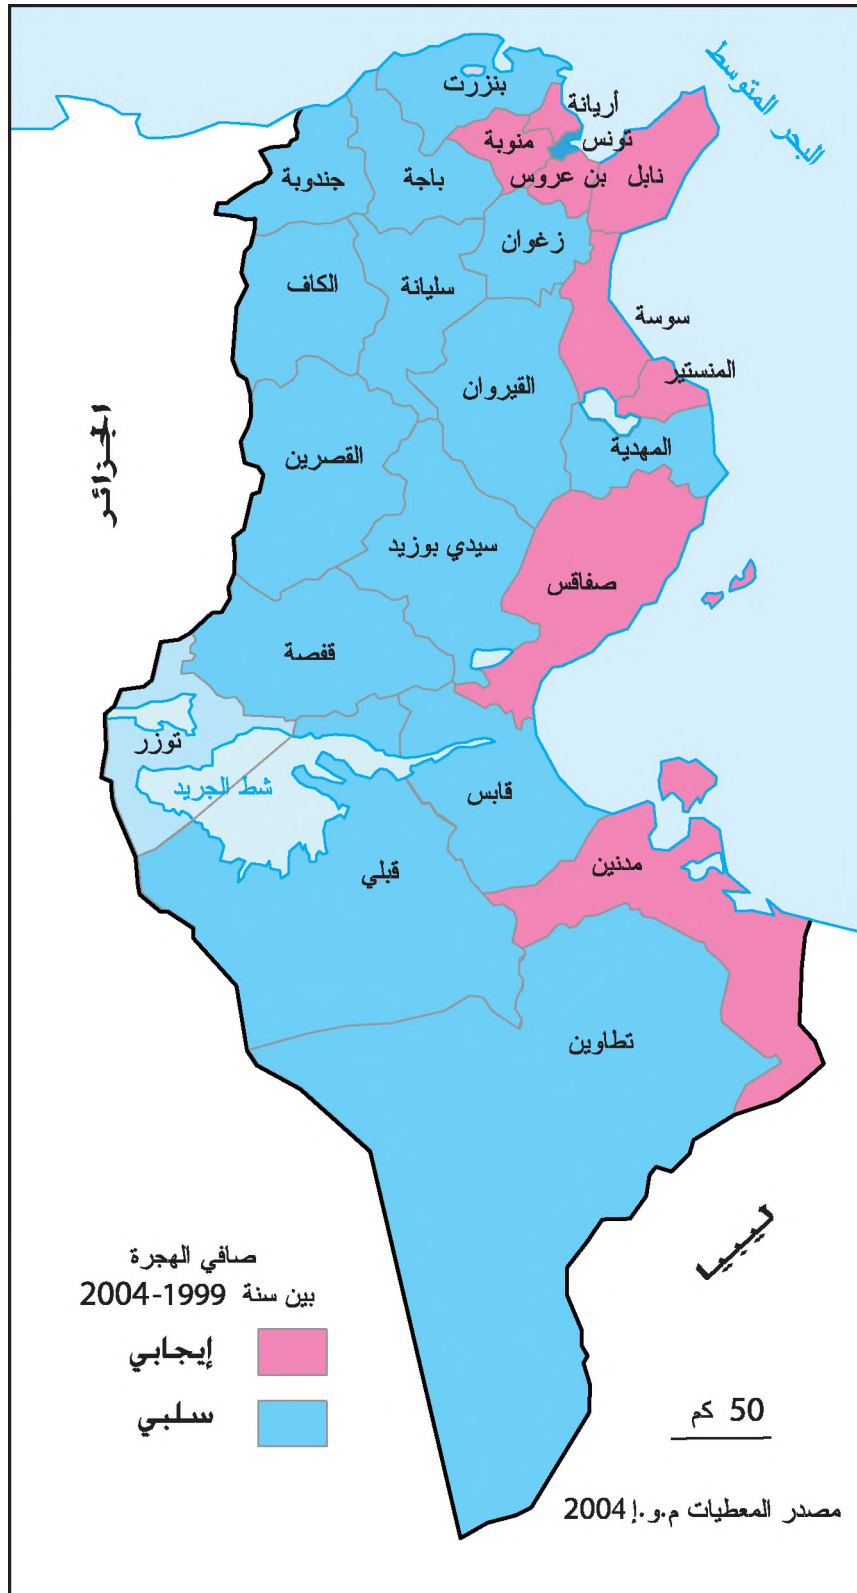 البحر المتوسط
بنزرت
أريانة
تونس
منوبة
بن عروس
نابل
باجة
جندوبة
زغوان
سليانة
الكاف
سوسة
المنستير
القيروان
المهدية
القصرين
الجزائر
سيدي بوزيد
صفاقس
قفصة
توزر
شط الجريد
قابس
قبلي
مدنين
تطاوين
ليبيا
صافي الهجرة
بين سنة 1999-2004
إيجابي
سلبي
50 كم
مصدر المعطيات م.و.إ 2004